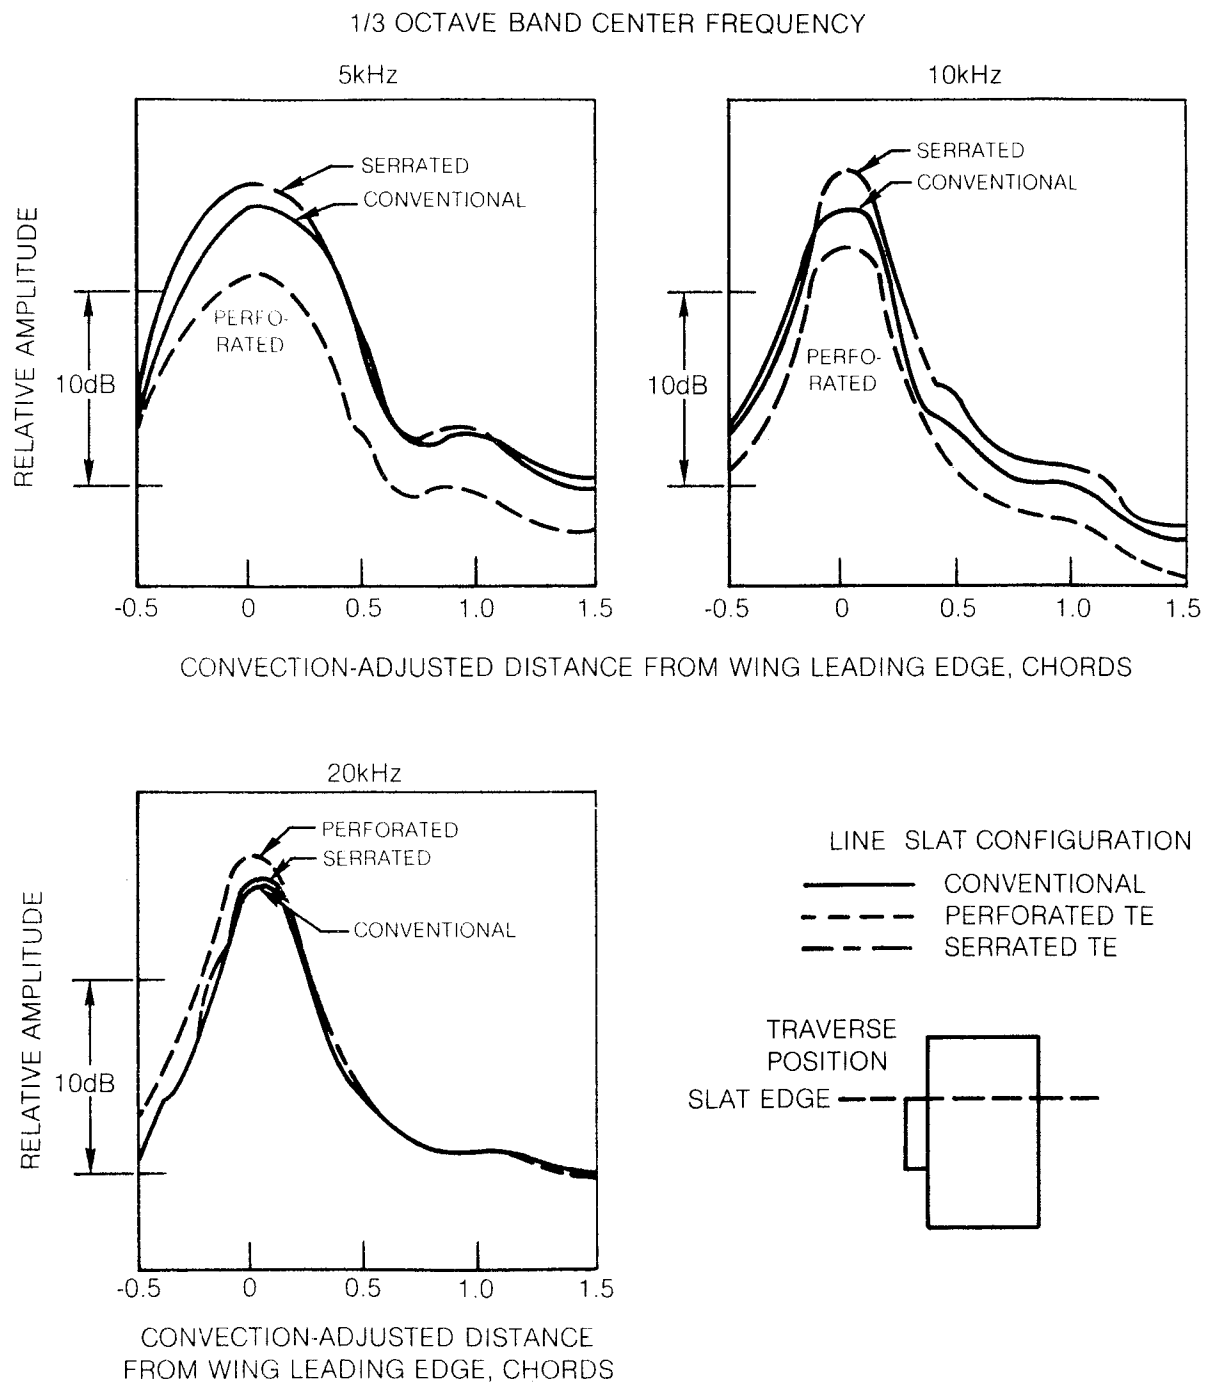 1/3 OCTAVE BAND CENTER FREQUENCY
5kHz
10kHz
SERRATED
CONVENTIONAL
PERFO-
RATED
SERRATED
CONVENTIONAL
PERFO-
RATED
RELATIVE AMPLITUDE
10dB
10dB
-0.5 0 0.5 1.0 1.5
-0.5 0 0.5 1.0 1.5
CONVECTION-ADJUSTED DISTANCE FROM WING LEADING EDGE, CHORDS
20kHz
PERFORATED
SERRATED
CONVENTIONAL
RELATIVE AMPLITUDE
10dB
-0.5 0 0.5 1.0 1.5
CONVECTION-ADJUSTED DISTANCE
FROM WING LEADING EDGE, CHORDS
LINE SLAT CONFIGURATION
CONVENTIONAL
PERFORATED TE
SERRATED TE
TRAVERSE
POSITION
SLAT EDGE